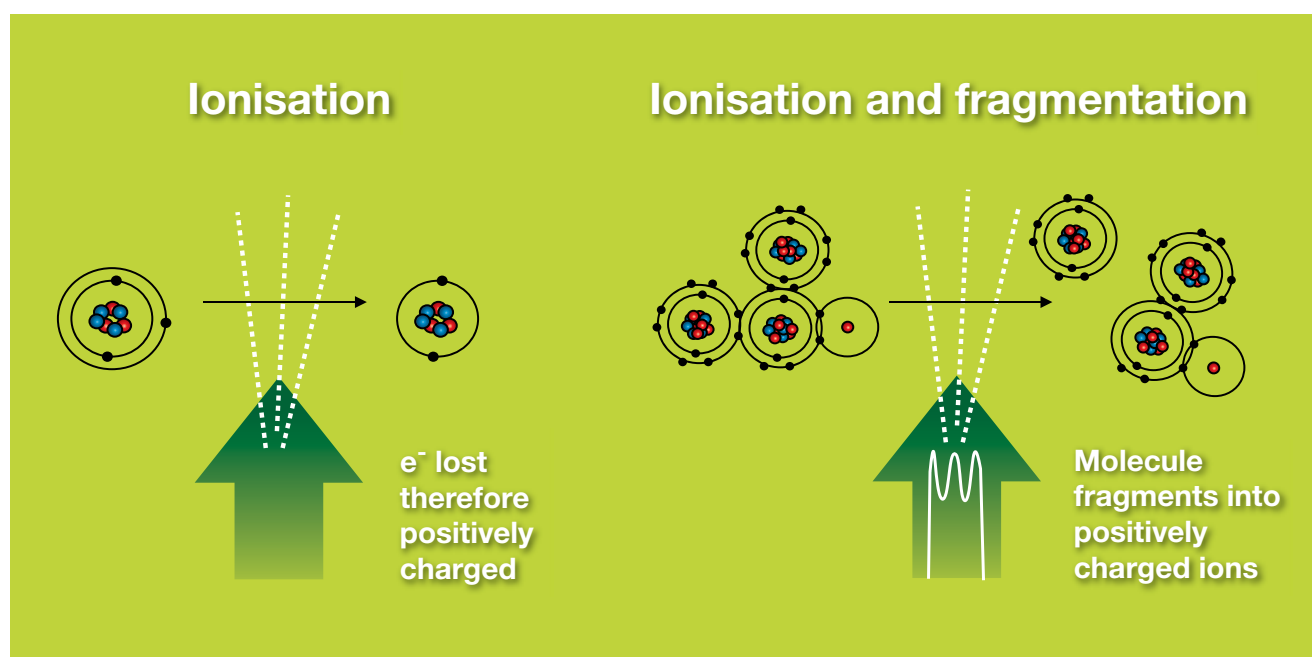 Ionisation
e⁻ lost
therefore
positively
charged
Ionisation and fragmentation
Molecule
fragments into
positively
charged ions